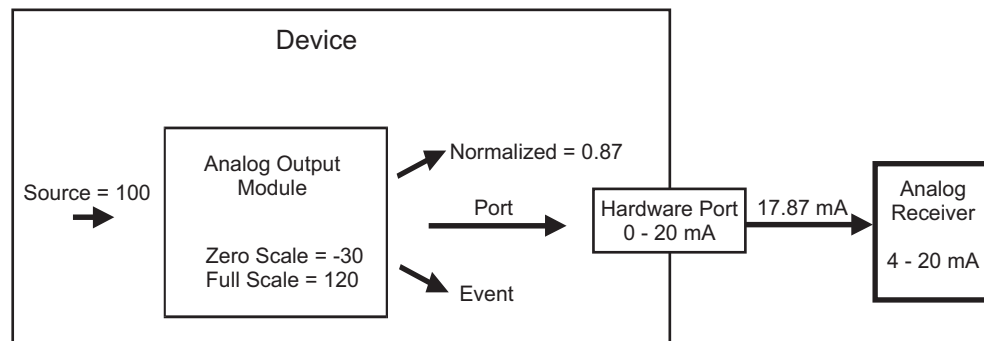 Device
Source = 100
Analog Output
Module
Zero Scale = -30
Full Scale = 120
Normalized = 0.87
Port
Event
Hardware Port
0 - 20 mA
17.87 mA
Analog
Receiver
4 - 20 mA